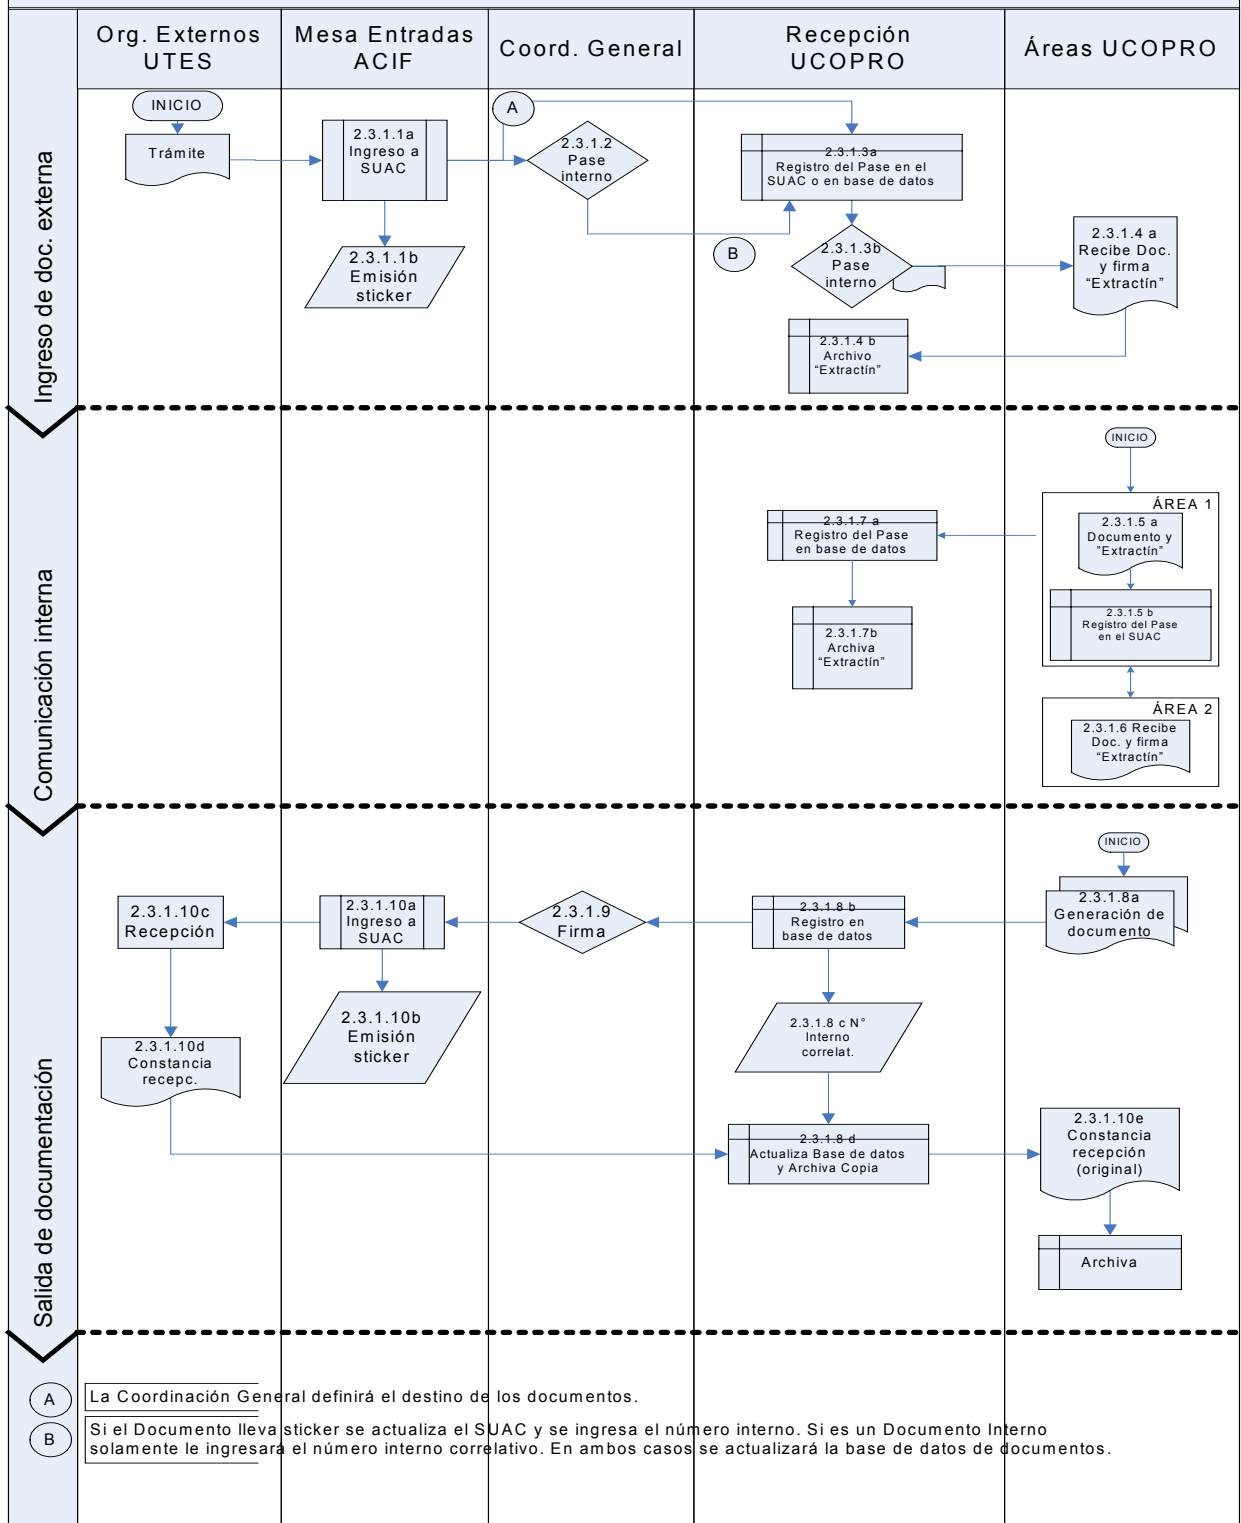 Org. Externos
UTES
Mesa Entradas
ACIF
Coord. General
Recepción
UCOPRO
Áreas UCOPRO
Ingreso de doc. externa
INICIO
Trámite
2.3.1.1a
Ingreso a
SUAC
2.3.1.1b
Emisión
sticker
A
2.3.1.2
Pase
interno
2.3.1.3a
Registro del Pase en el
SUAC o en base de datos
B
2.3.1.3b
Pase
interno
2.3.1.4 a
Recibe Doc.
y firma
“Extractín”
2.3.1.4 b
Archivo
“Extractín”
Comunicación interna
INICIO
ÁREA 1
2.3.1.5 a
Documento y
”Extractín”
2.3.1.5 b
Registro del Pase
en el SUAC
2.3.1.7 a
Registro del Pase
en base de datos
2.3.1.7b
Archiva
“Extractín”
ÁREA 2
2.3.1.6 Recibe
Doc. y firma
“Extractín”
Salida de documentación
INICIO
2.3.1.8a
Generación de
documento
2.3.1.8 b
Registro en
base de datos
2.3.1.9
Firma
2.3.1.10a
Ingreso a
SUAC
2.3.1.10c
Recepción
2.3.1.10b
Emisión
sticker
2.3.1.8 c N°
Interno
correlat.
2.3.1.10d
Constancia
recepc.
2.3.1.8 d
Actualiza Base de datos
y Archiva Copia
2.3.1.10e
Constancia
recepción
(original)
Archiva
A
La Coordinación General definirá el destino de los documentos.
B
Si el Documento lleva sticker se actualiza el SUAC y se ingresa el número interno. Si es un Documento Interno
solamente le ingresará el número interno correlativo. En ambos casos se actualizará la base de datos de documentos.